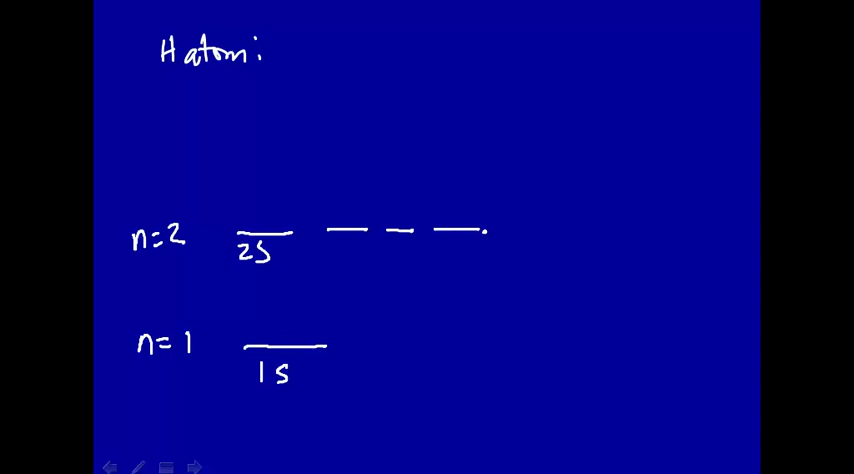 H atom:
n=2
2s
n=1
1s